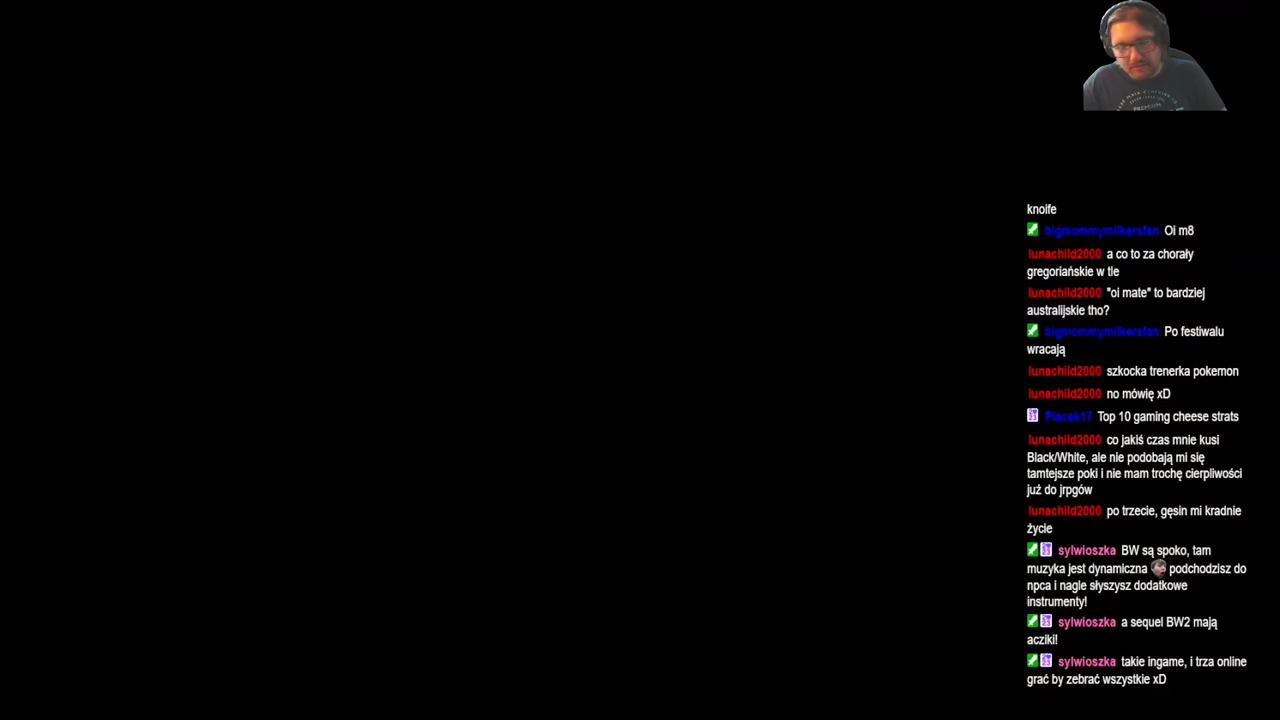 knoife
bigmommymilkersfan Oi m8
lunachild2000 a co to za chorały
gregoriańskie w tle
lunachild2000 "oi mate" to bardziej
australijskie tho?
bigmommymilkersfan Po festiwalu
wracają
lunachild2000 szkocka trenerka pokemon
lunachild2000 no mówię xD
Placek17 Top 10 gaming cheese strats
lunachild2000 co jakiś czas mnie kusi
Black/White, ale nie podobają mi się
tamtejsze poki i nie mam trochę cierpliwości
już do jrpgów
lunachild2000 po trzecie, gęsin mi kradnie
życie
sylwioszka BW są spoko, tam
muzyka jest dynamiczna podchodzisz do
npca i nagle słyszysz dodatkowe
instrumenty!
sylwioszka a sequel BW2 mają
acziki!
sylwioszka takie ingame, i trza online
grać by zebrać wszystkie xD